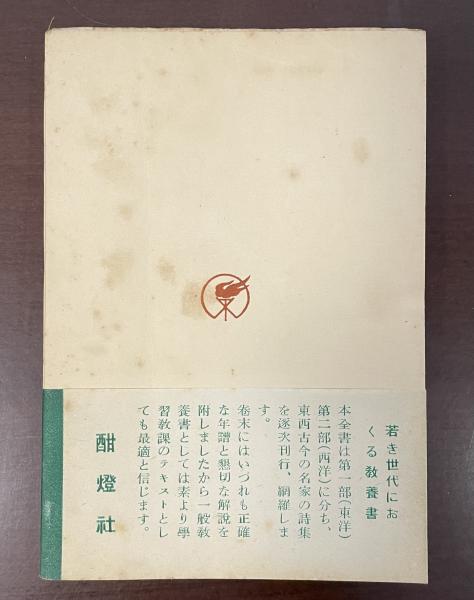 若き世代にお
くる教養書
本全書は第一部(東洋)
第二部(西洋)に分ち、
東西古今の名家の詩集
を逐次刊行、網羅しま
す。
卷末にはいづれも正確
な年譜と懇切な解説を
附しましたから一般教
養書としては素より學
習教課のテキストとし
ても最適と信じます。
酣燈社